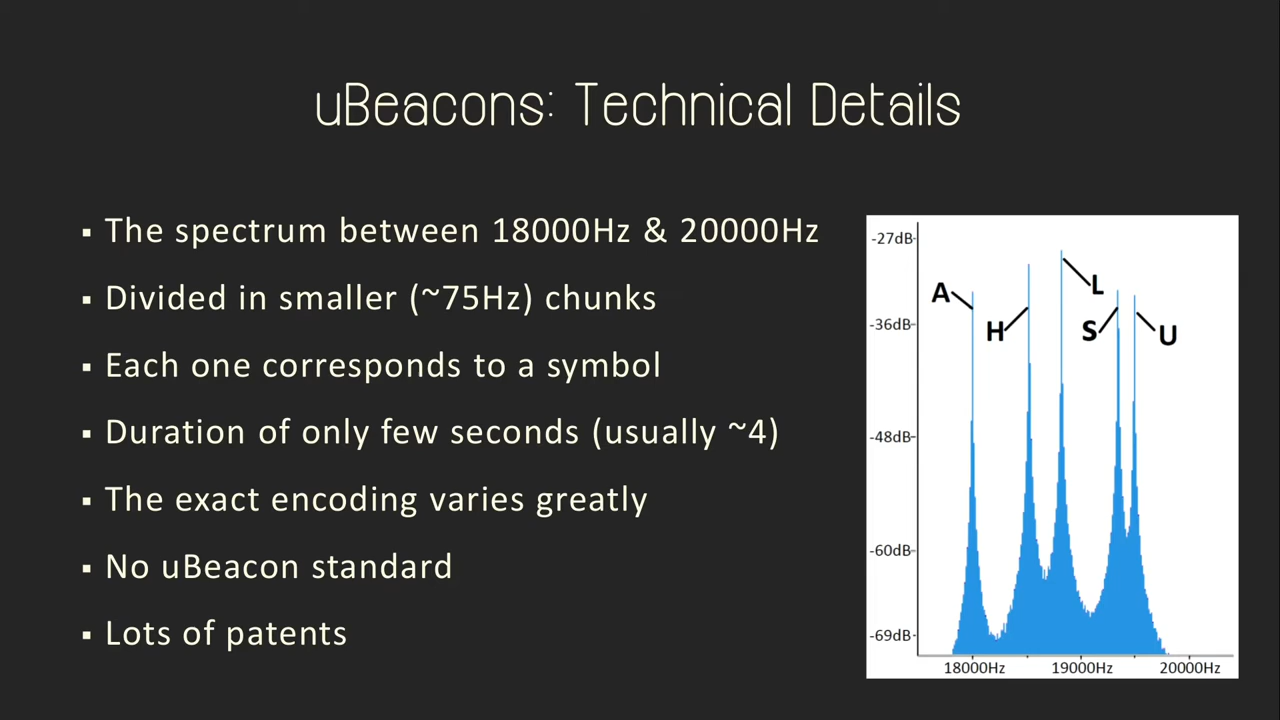 uBeacons: Technical Details
▪ The spectrum between 18000Hz & 20000Hz
▪ Divided in smaller (~75Hz) chunks
▪ Each one corresponds to a symbol
▪ Duration of only few seconds (usually ~4)
▪ The exact encoding varies greatly
▪ No uBeacon standard
▪ Lots of patents
-27dB
-36dB
-48dB
-60dB
-69dB
A
H
L
S
U
18000Hz 19000Hz 20000Hz